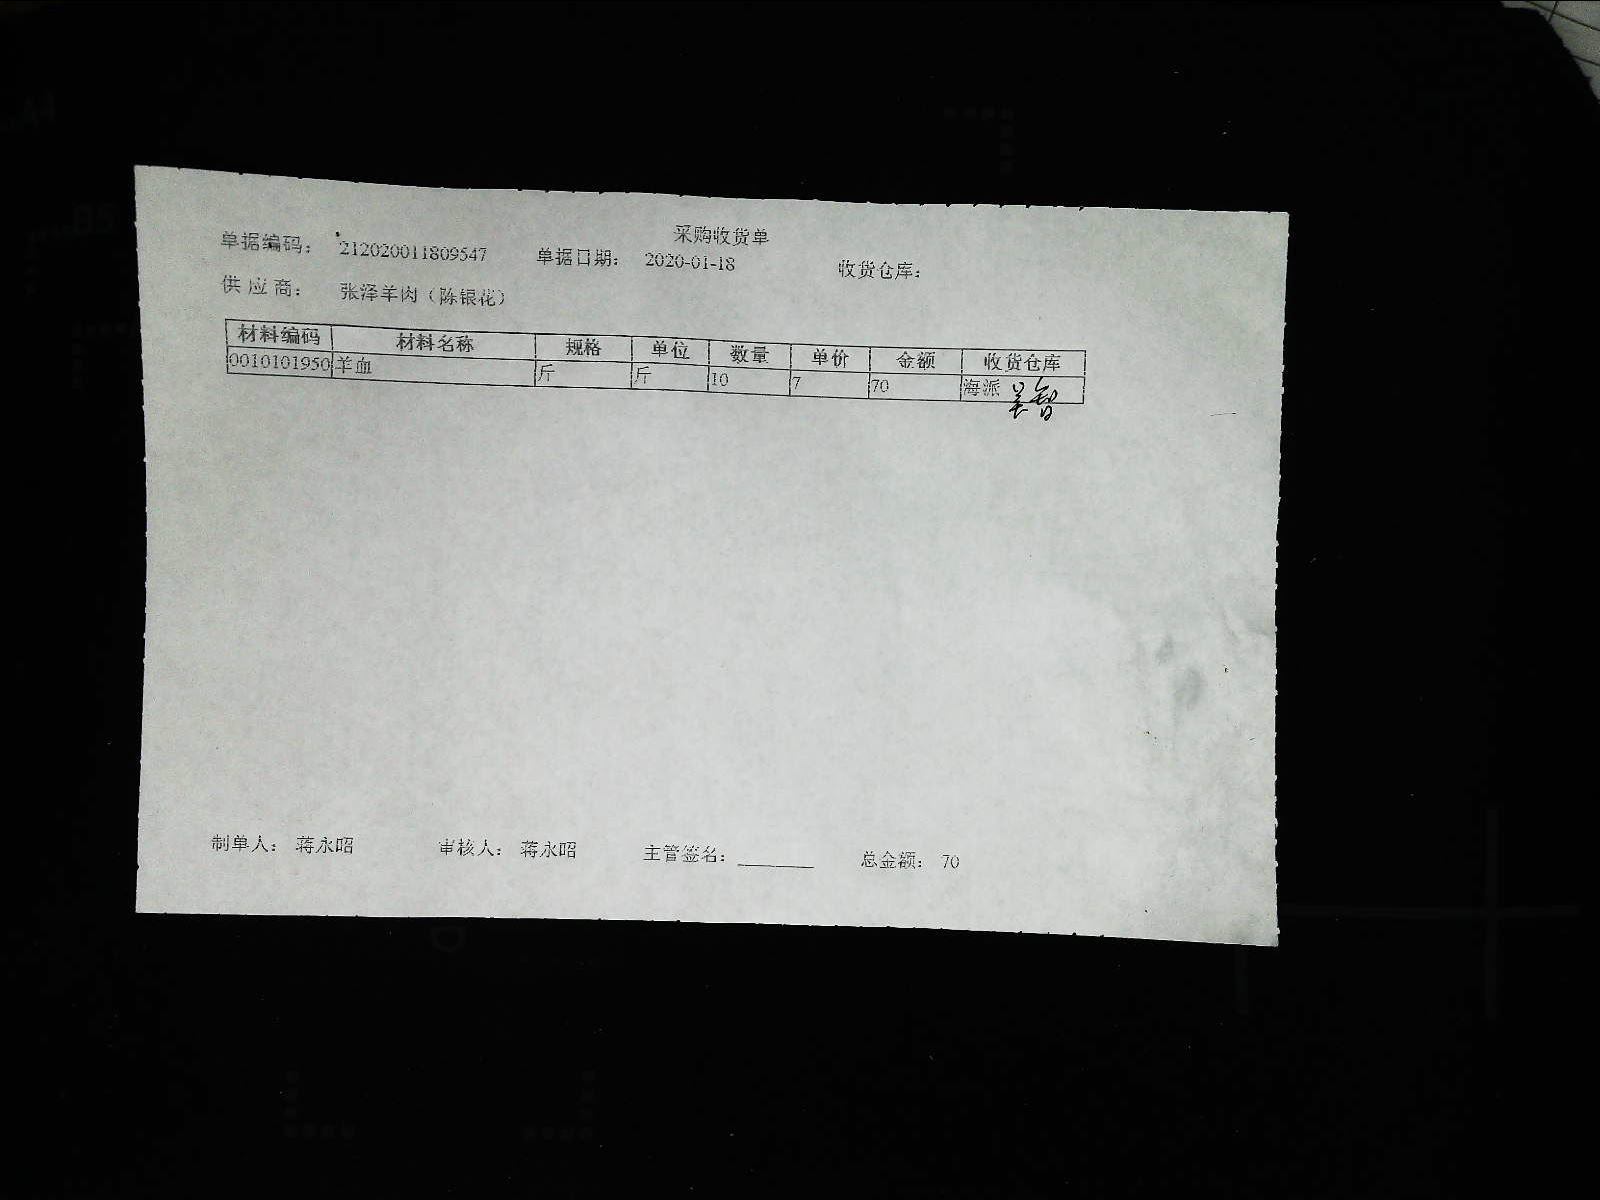 采购收货单
单据编码： 212020011809547 单据日期： 2020-01-18 收货仓库：
供应商： 张泽羊肉（陈银花）
材料编码 材料名称 规格 单位 数量 单价 金额 收货仓库
0010101950 羊血 斤 斤 10 7 70 海派
制单人： 蒋永昭 审核人： 蒋永昭 主管签名：________ 总金额： 70